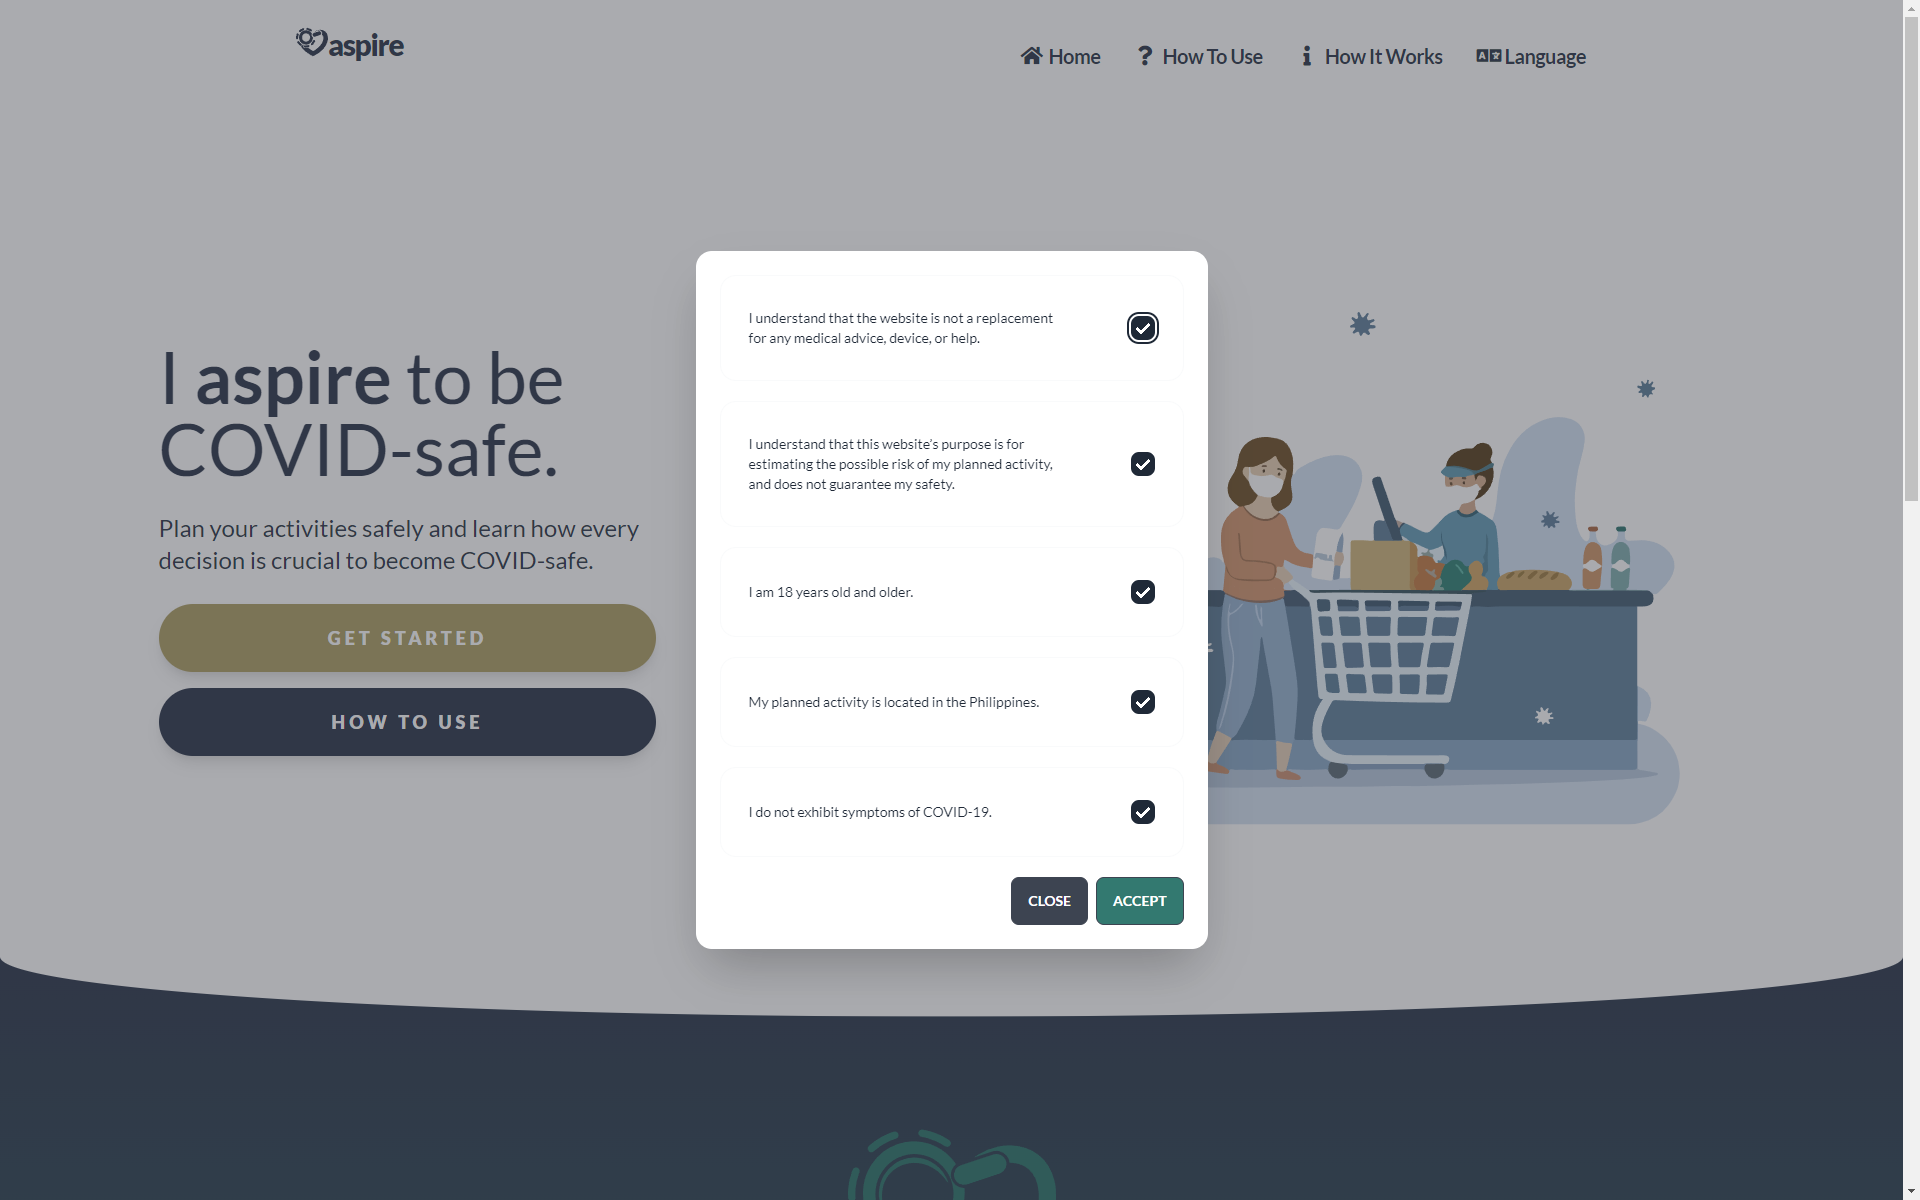 aspire
Home
How To Use
How It Works
Language
I aspire to be
COVID-safe.
Plan your activities safely and learn how every
decision is crucial to become COVID-safe.
GET STARTED
HOW TO USE
I understand that the website is not a replacement
for any medical advice, device, or help.
I understand that this website's purpose is for
estimating the possible risk of my planned activity,
and does not guarantee my safety.
I am 18 years old and older.
My planned activity is located in the Philippines.
I do not exhibit symptoms of COVID-19.
CLOSE
ACCEPT